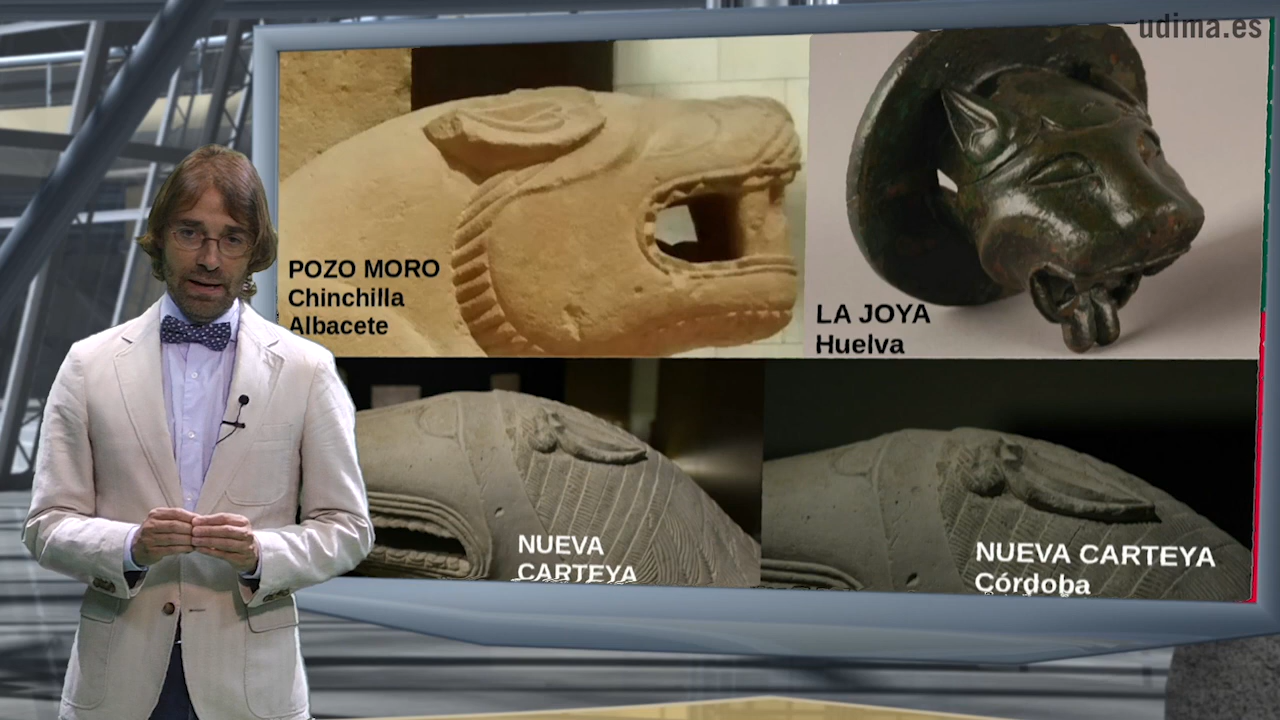 udima.es
POZO MORO
Chinchilla
Albacete
LA JOYA
Huelva
NUEVA
CARTEYA
NUEVA CARTEYA
Córdoba